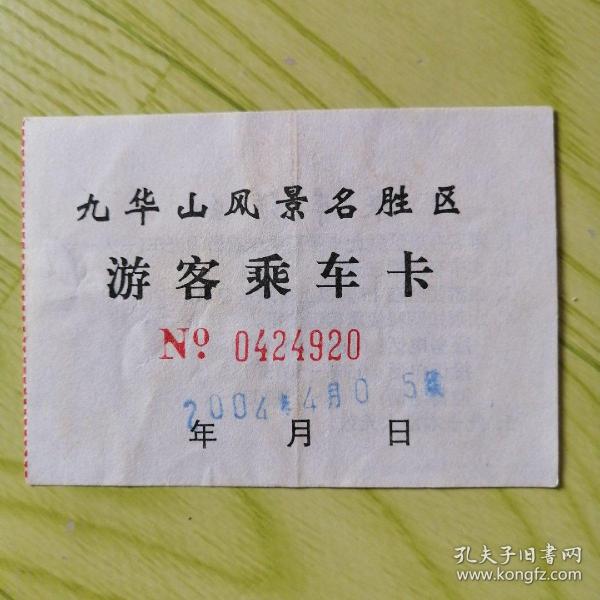 九华山风景名胜区
游客乘车卡
Nº 0424920
2004年4月05
年 月 日
孔夫子旧书网
www.kongfz.com